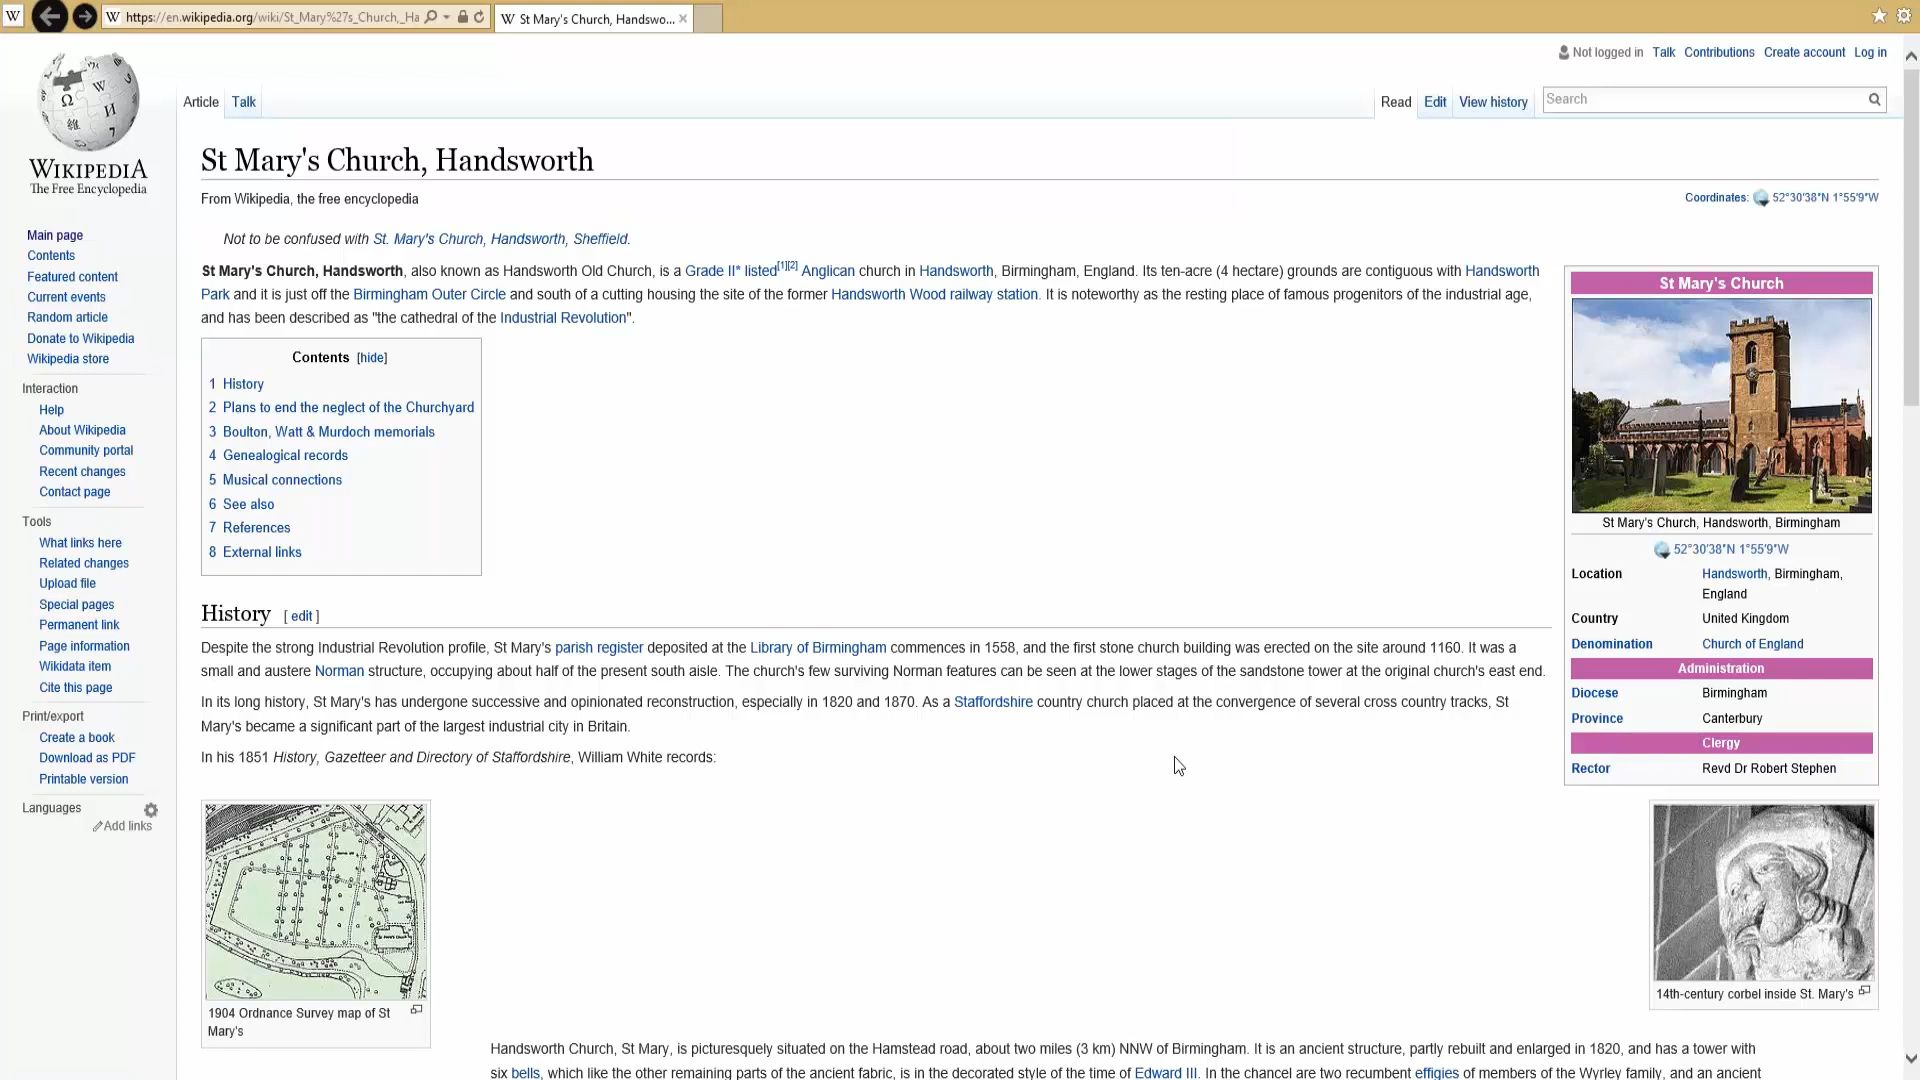 https://en.wikipedia.org/wiki/St_Mary%27s_Church,_Ha
St Mary's Church, Handswo...
Not logged in Talk Contributions Create account Log in
Article Talk Read Edit View history Search
WIKIPEDIA
The Free Encyclopedia
Main page
Contents
Featured content
Current events
Random article
Donate to Wikipedia
Wikipedia store
Interaction
Help
About Wikipedia
Community portal
Recent changes
Contact page
Tools
What links here
Related changes
Upload file
Special pages
Permanent link
Page information
Wikidata item
Cite this page
Print/export
Create a book
Download as PDF
Printable version
Languages
Add links
St Mary's Church, Handsworth
From Wikipedia, the free encyclopedia
Coordinates: 52°30′38″N 1°55′9″W
Not to be confused with St. Mary's Church, Handsworth, Sheffield.
St Mary's Church, Handsworth, also known as Handsworth Old Church, is a Grade II* listed[1][2] Anglican church in Handsworth, Birmingham, England. Its ten-acre (4 hectare) grounds are contiguous with Handsworth
Park and it is just off the Birmingham Outer Circle and south of a cutting housing the site of the former Handsworth Wood railway station. It is noteworthy as the resting place of famous progenitors of the industrial age,
and has been described as "the cathedral of the Industrial Revolution".
Contents [hide]
1 History
2 Plans to end the neglect of the Churchyard
3 Boulton, Watt & Murdoch memorials
4 Genealogical records
5 Musical connections
6 See also
7 References
8 External links
St Mary's Church
St Mary's Church, Handsworth, Birmingham
52°30′38″N 1°55′9″W
Location Handsworth, Birmingham,
England
Country United Kingdom
Denomination Church of England
Administration
Diocese Birmingham
Province Canterbury
Clergy
Rector Revd Dr Robert Stephen
History [ edit ]
Despite the strong Industrial Revolution profile, St Mary's parish register deposited at the Library of Birmingham commences in 1558, and the first stone church building was erected on the site around 1160. It was a
small and austere Norman structure, occupying about half of the present south aisle. The church's few surviving Norman features can be seen at the lower stages of the sandstone tower at the original church's east end.
In its long history, St Mary's has undergone successive and opinionated reconstruction, especially in 1820 and 1870. As a Staffordshire country church placed at the convergence of several cross country tracks, St
Mary's became a significant part of the largest industrial city in Britain.
In his 1851 History, Gazetteer and Directory of Staffordshire, William White records:
1904 Ordnance Survey map of St
Mary's
14th-century corbel inside St. Mary's
Handsworth Church, St Mary, is picturesquely situated on the Hamstead road, about two miles (3 km) NNW of Birmingham. It is an ancient structure, partly rebuilt and enlarged in 1820, and has a tower with
six bells, which like the other remaining parts of the ancient fabric, is in the decorated style of the time of Edward III. In the chancel are two recumbent effigies of members of the Wyrley family, and an ancient